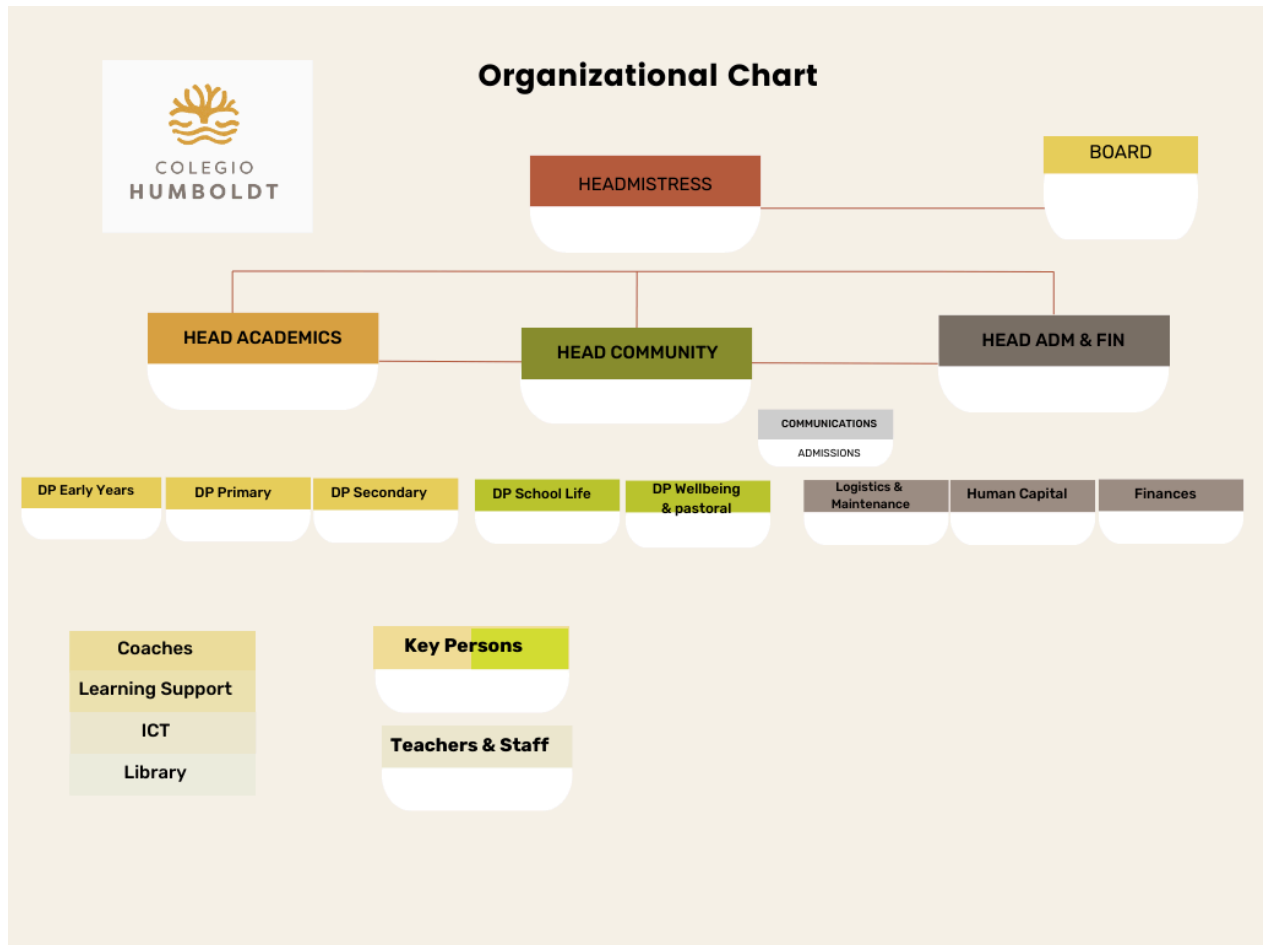 Organizational Chart
COLEGIO
HUMBOLDT
BOARD
HEADMISTRESS
HEAD ACADEMICS
HEAD COMMUNITY
HEAD ADM & FIN
COMMUNICATIONS
ADMISSIONS
DP Early Years
DP Primary
DP Secondary
DP School Life
DP Wellbeing
& pastoral
Logistics &
Maintenance
Human Capital
Finances
Coaches
Learning Support
ICT
Library
Key Persons
Teachers & Staff